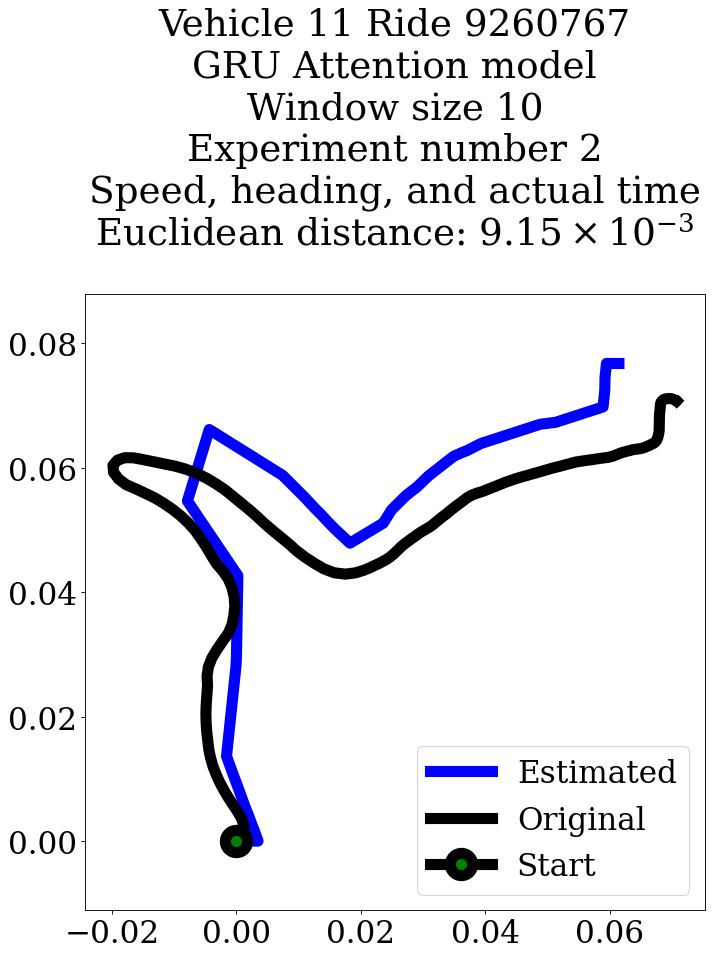 Vehicle 11 Ride 9260767
GRU Attention model
Window size 10
Experiment number 2
Speed, heading, and actual time
Euclidean distance: 9.15 × 10⁻³
0.08
0.06
0.04
0.02
0.00
−0.02 0.00 0.02 0.04 0.06
Estimated
Original
Start